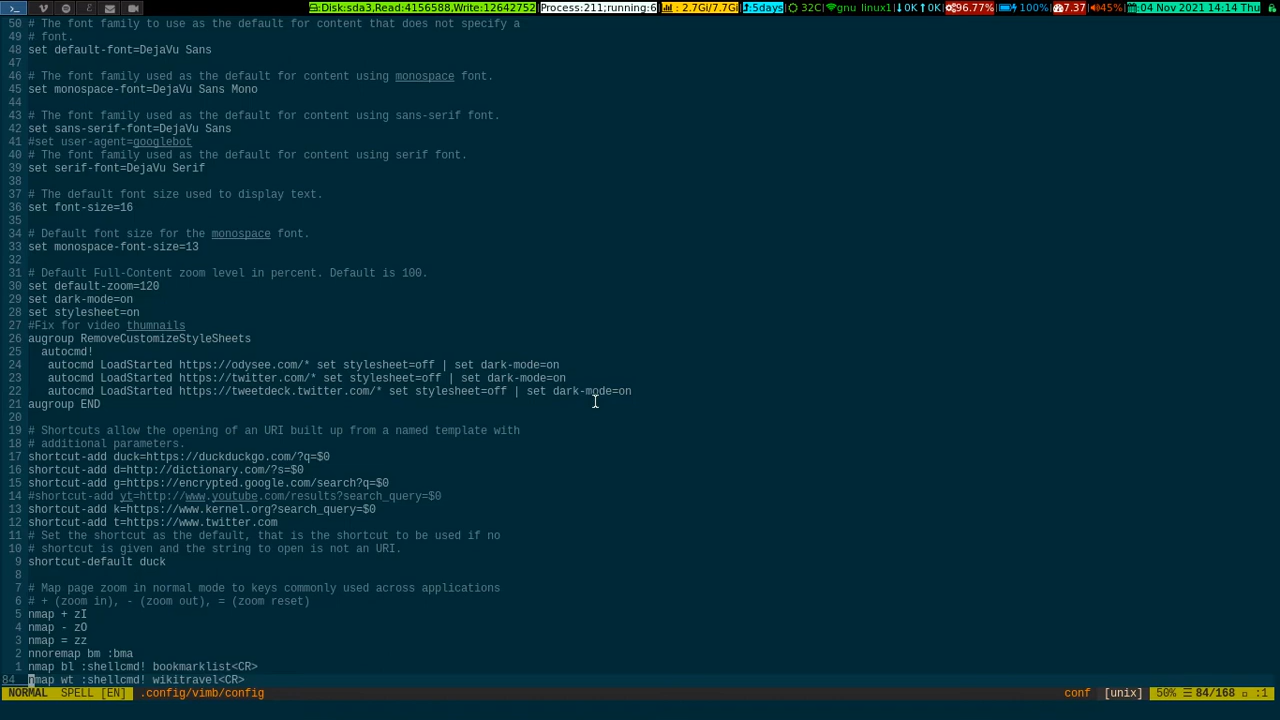 Disk:sda3,Read:4156588,Write:12642752 Process:211;running:6 : 2.7Gi/7.7Gi :5days 32C gnu linux1 0K 0K 96.77% 100% 7.37 45% :04 Nov 2021 14:14 Thu
50 # The font family to use as the default for content that does not specify a
49 # font.
48 set default-font=DejaVu Sans
47
46 # The font family used as the default for content using monospace font.
45 set monospace-font=DejaVu Sans Mono
44
43 # The font family used as the default for content using sans-serif font.
42 set sans-serif-font=DejaVu Sans
41 #set user-agent=googlebot
40 # The font family used as the default for content using serif font.
39 set serif-font=DejaVu Serif
38
37 # The default font size used to display text.
36 set font-size=16
35
34 # Default font size for the monospace font.
33 set monospace-font-size=13
32
31 # Default Full-Content zoom level in percent. Default is 100.
30 set default-zoom=120
29 set dark-mode=on
28 set stylesheet=on
27 #Fix for video thumnails
26 augroup RemoveCustomizeStyleSheets
25 autocmd!
24 autocmd LoadStarted https://odysee.com/* set stylesheet=off | set dark-mode=on
23 autocmd LoadStarted https://twitter.com/* set stylesheet=off | set dark-mode=on
22 autocmd LoadStarted https://tweetdeck.twitter.com/* set stylesheet=off | set dark-mode=on
21 augroup END
20
19 # Shortcuts allow the opening of an URI built up from a named template with
18 # additional parameters.
17 shortcut-add duck=https://duckduckgo.com/?q=$0
16 shortcut-add d=http://dictionary.com/?s=$0
15 shortcut-add g=https://encrypted.google.com/search?q=$0
14 #shortcut-add yt=http://www.youtube.com/results?search_query=$0
13 shortcut-add k=https://www.kernel.org?search_query=$0
12 shortcut-add t=https://www.twitter.com
11 # Set the shortcut as the default, that is the shortcut to be used if no
10 # shortcut is given and the string to open is not an URI.
9 shortcut-default duck
8
7 # Map page zoom in normal mode to keys commonly used across applications
6 # + (zoom in), - (zoom out), = (zoom reset)
5 nmap + zI
4 nmap - zO
3 nmap = zz
2 nnoremap bm :bma
1 nmap bl :shellcmd! bookmarklist<CR>
84 nmap wt :shellcmd! wikitravel<CR>
NORMAL SPELL [EN] .config/vimb/config conf [unix] 50% ☰ 84/168 :1